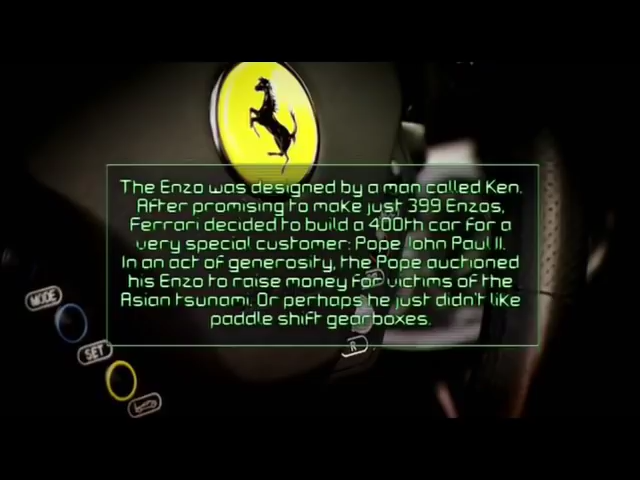 The Enzo was designed by a man called Ken.
After promising to make just 399 Enzos,
Ferrari decided to build a 400th car for a
very special customer: Pope John Paul II.
In an act of generosity, the Pope auctioned
his Enzo to raise money for victims of the
Asian tsunami. Or perhaps he just didn't like
paddle shift gearboxes.
MODE
SET
R